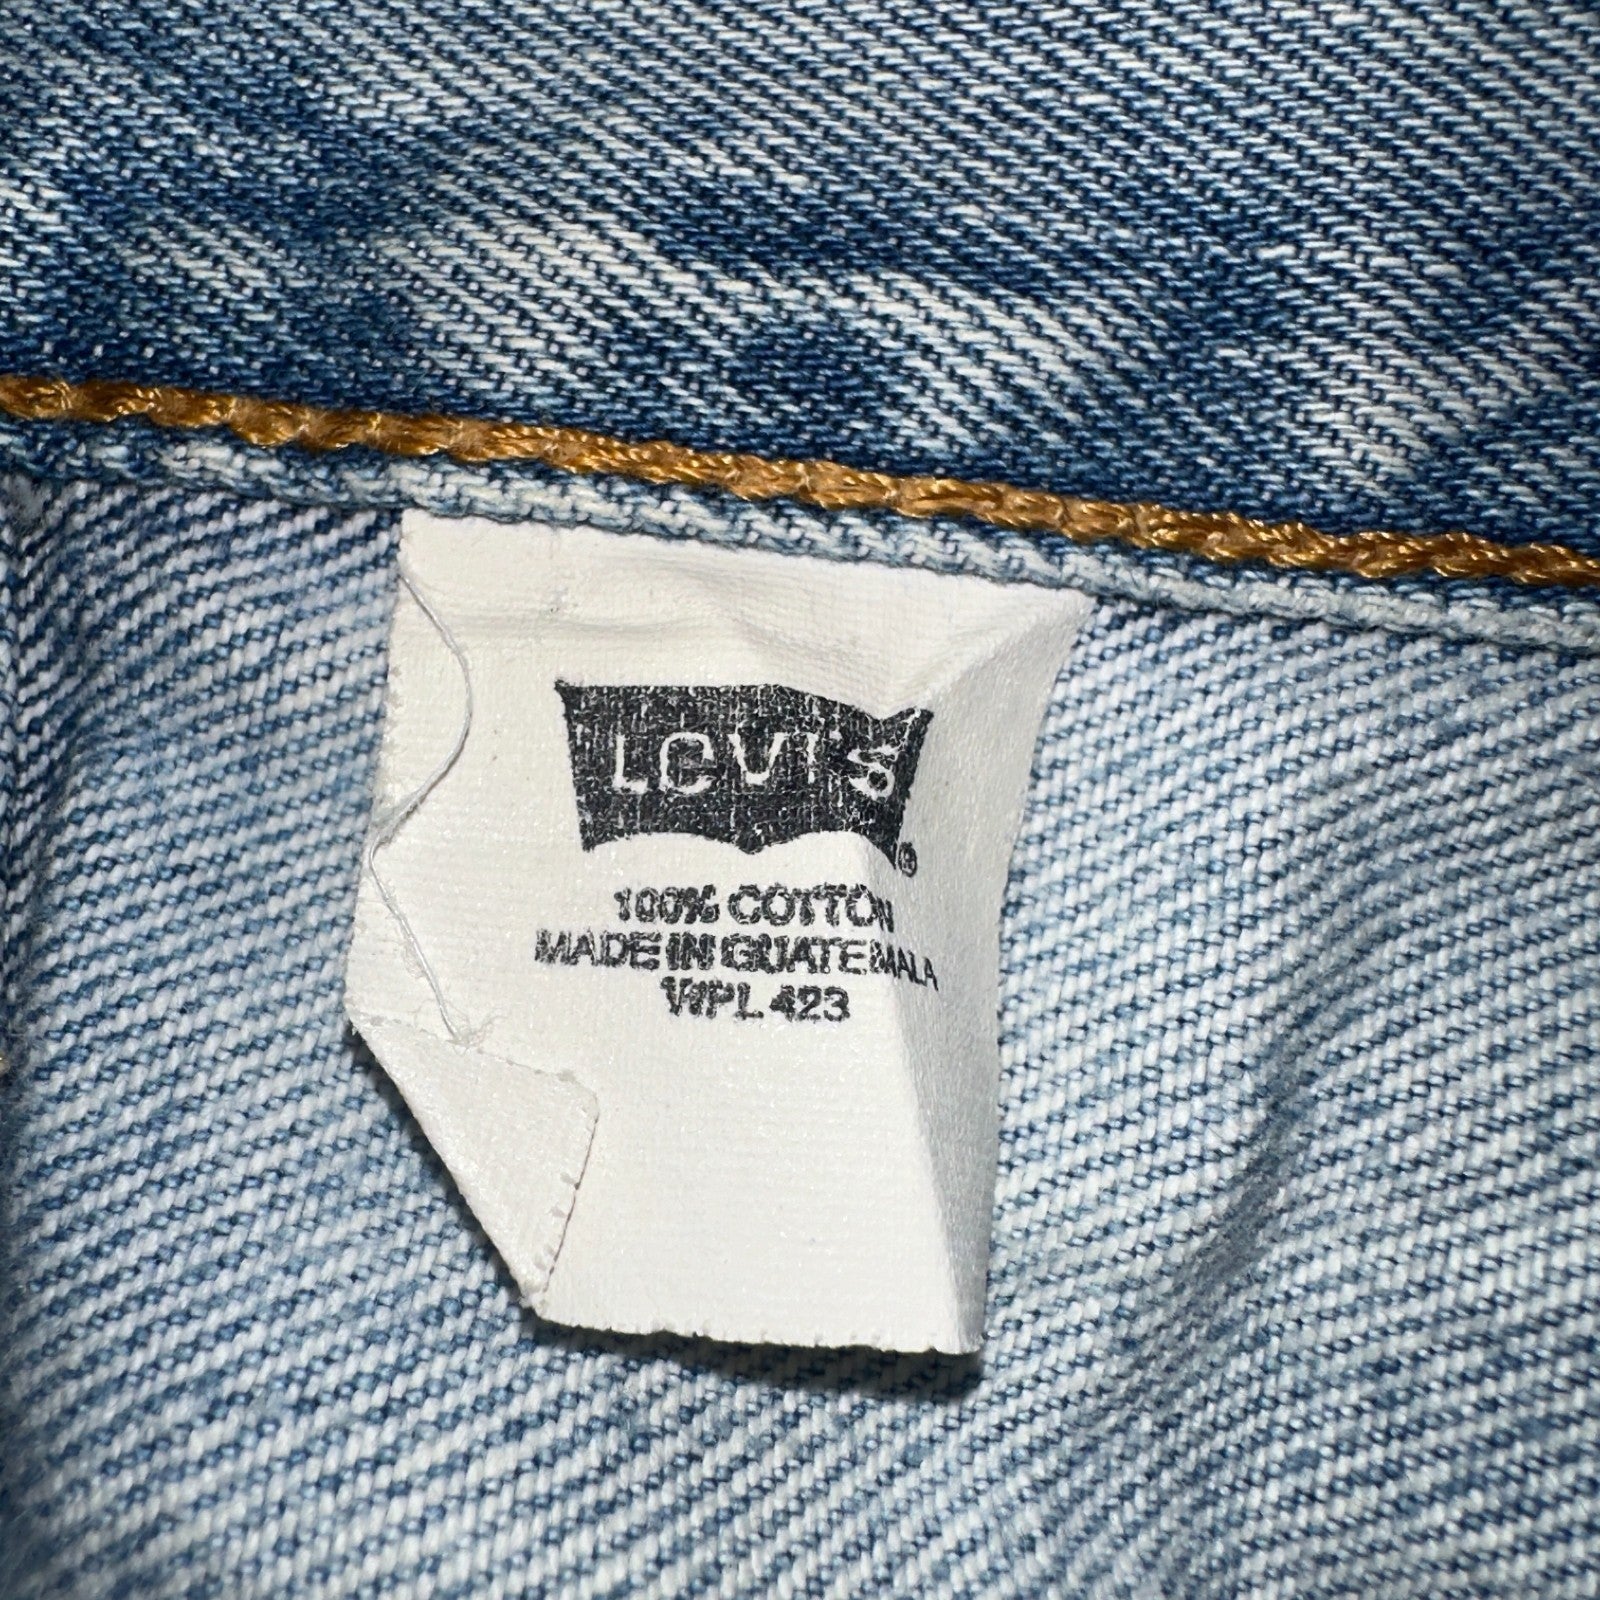 Levi's
®
100% COTTON
MADE IN GUATEMALA
WPL 423